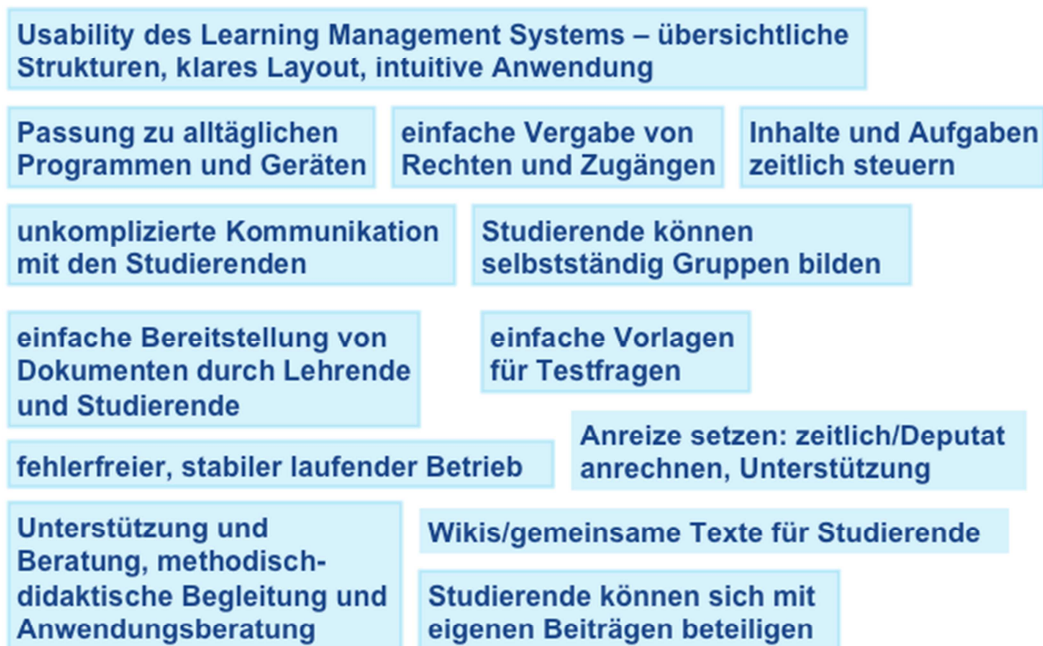 Usability des Learning Management Systems – übersichtliche
Strukturen, klares Layout, intuitive Anwendung
Passung zu alltäglichen
Programmen und Geräten
einfache Vergabe von
Rechten und Zugängen
Inhalte und Aufgaben
zeitlich steuern
unkomplizierte Kommunikation
mit den Studierenden
Studierende können
selbstständig Gruppen bilden
einfache Bereitstellung von
Dokumenten durch Lehrende
und Studierende
einfache Vorlagen
für Testfragen
Anreize setzen: zeitlich/Deputat
anrechnen, Unterstützung
fehlerfreier, stabiler laufender Betrieb
Unterstützung und
Beratung, methodisch-
didaktische Begleitung und
Anwendungsberatung
Wikis/gemeinsame Texte für Studierende
Studierende können sich mit
eigenen Beiträgen beteiligen